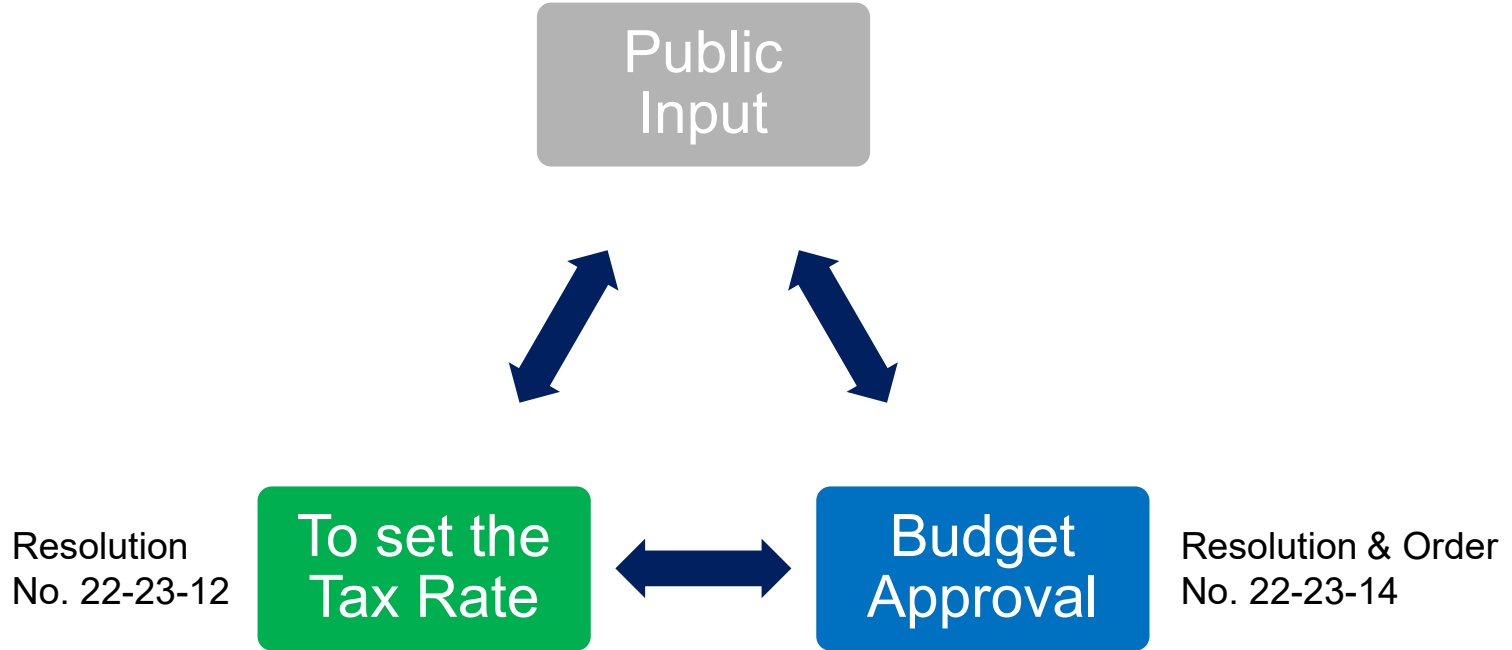 Public
Input
Resolution
No. 22-23-12
To set the
Tax Rate
Budget
Approval
Resolution & Order
No. 22-23-14